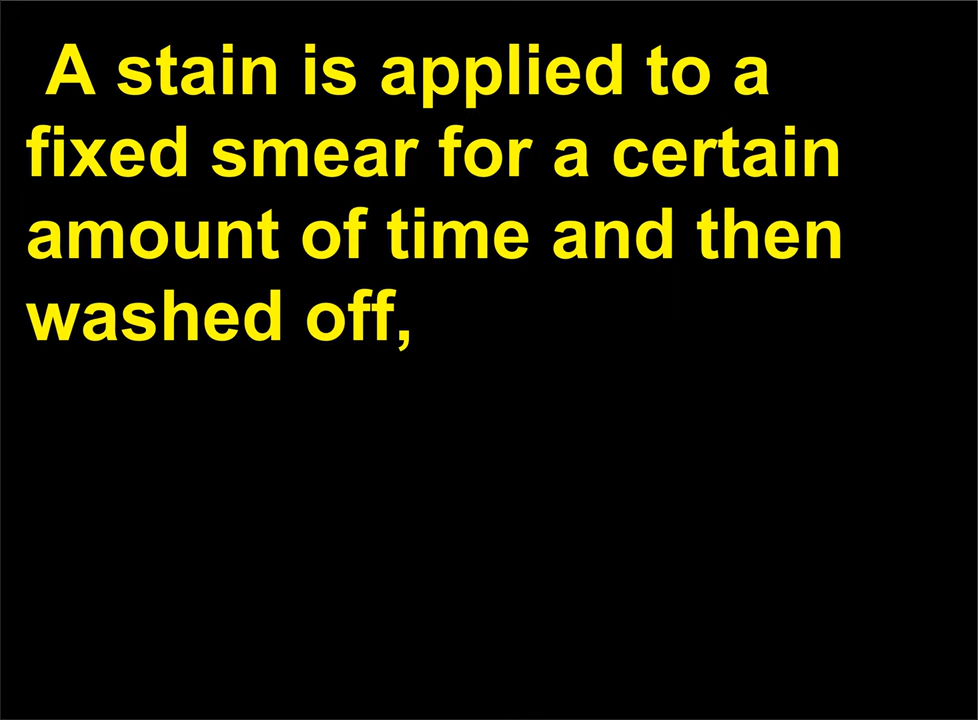 A stain is applied to a
fixed smear for a certain
amount of time and then
washed off,